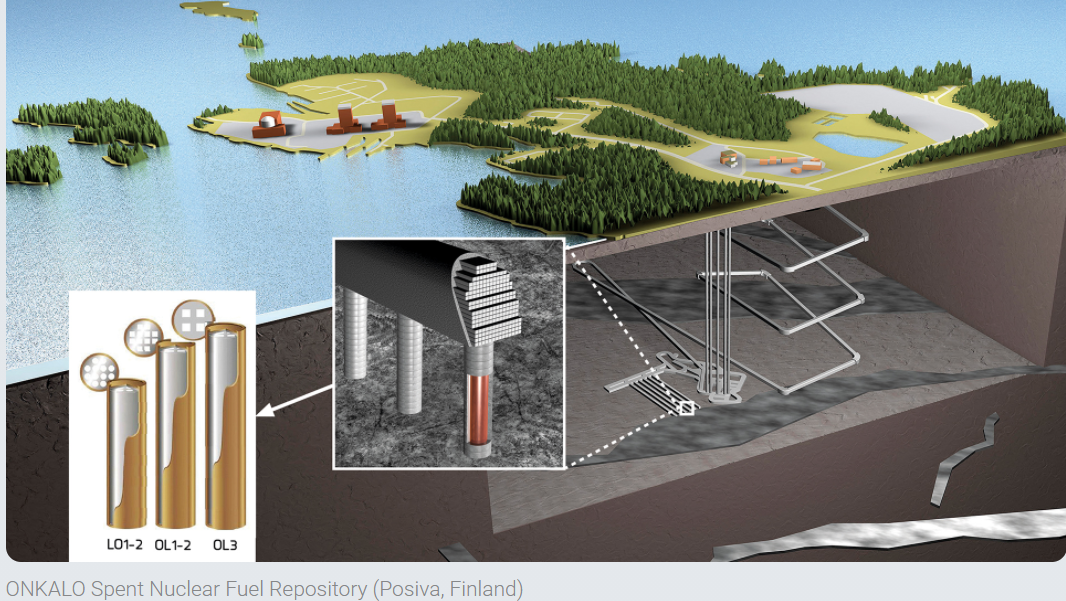 LO1-2 OL1-2 OL3
ONKALO Spent Nuclear Fuel Repository (Posiva, Finland)